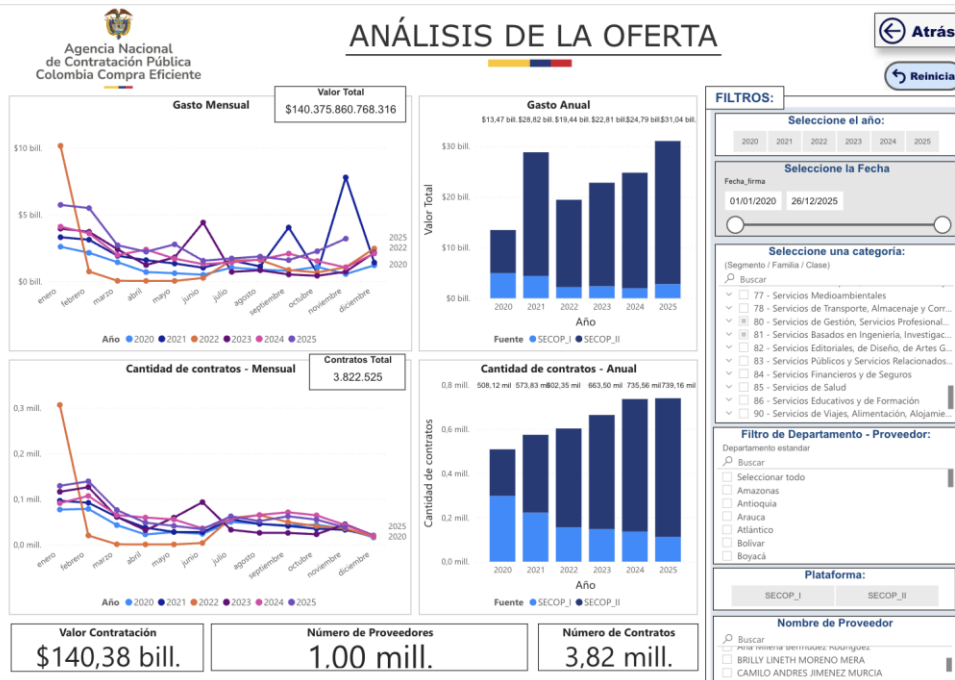 Agencia Nacional
de Contratación Pública
Colombia Compra Eficiente
ANÁLISIS DE LA OFERTA
Atrás
Reinicia
Gasto Mensual
Valor Total
$140.375.860.768.316
$10 bill.
$5 bill.
$0 bill.
2025
2022
2020
enero
febrero
marzo
abril
mayo
junio
julio
agosto
septiembre
octubre
noviembre
diciembre
Año 2020 2021 2022 2023 2024 2025
Gasto Anual
$13,47 bill. $28,82 bill. $19,44 bill. $22,81 bill. $24,79 bill. $31,04 bill.
Valor Total
$30 bill.
$20 bill.
$10 bill.
$0 bill.
2020 2021 2022 2023 2024 2025
Año
Fuente SECOP_I SECOP_II
Cantidad de contratos - Mensual
Contratos Total
3.822.525
0,3 mill.
0,2 mill.
0,1 mill.
0,0 mill.
2025
2020
enero
febrero
marzo
abril
mayo
junio
julio
agosto
septiembre
octubre
noviembre
diciembre
Año 2020 2021 2022 2023 2024 2025
Cantidad de contratos - Anual
0,8 mill.
508,12 mil 573,83 mil 602,35 mil 663,50 mil 735,56 mil 739,16 mil
Cantidad de contratos
0,6 mill.
0,4 mill.
0,2 mill.
0,0 mill.
2020 2021 2022 2023 2024 2025
Año
Fuente SECOP_I SECOP_II
Valor Contratación
$140,38 bill.
Número de Proveedores
1,00 mill.
Número de Contratos
3,82 mill.
FILTROS:
Seleccione el año:
2020 2021 2022 2023 2024 2025
Seleccione la Fecha
Fecha_firma
01/01/2020 26/12/2025
Seleccione una categoría:
(Segmento / Familia / Clase)
Buscar
77 - Servicios Medioambientales
78 - Servicios de Transporte, Almacenaje y Corr...
80 - Servicios de Gestión, Servicios Profesional...
81 - Servicios Basados en Ingeniería, Investigac...
82 - Servicios Editoriales, de Diseño, de Artes G...
83 - Servicios Públicos y Servicios Relacionados...
84 - Servicios Financieros y de Seguros
85 - Servicios de Salud
86 - Servicios Educativos y de Formación
90 - Servicios de Viajes, Alimentación, Alojamie...
Filtro de Departamento - Proveedor:
Departamento estandar
Buscar
Seleccionar todo
Amazonas
Antioquia
Arauca
Atlántico
Bolívar
Boyacá
Plataforma:
SECOP_I SECOP_II
Nombre de Proveedor
Buscar
Ana Milena Bermudez Rodriguez
BRILLY LINETH MORENO MERA
CAMILO ANDRES JIMENEZ MURCIA